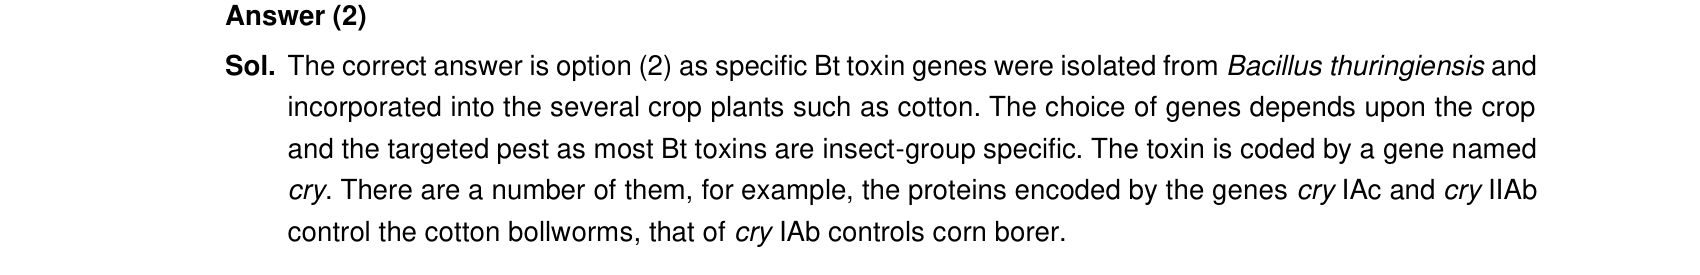 Answer (2)
Sol. The correct answer is option (2) as specific Bt toxin genes were isolated from Bacillus thuringiensis and
incorporated into the several crop plants such as cotton. The choice of genes depends upon the crop
and the targeted pest as most Bt toxins are insect-group specific. The toxin is coded by a gene named
cry. There are a number of them, for example, the proteins encoded by the genes cry IAc and cry IIAb
control the cotton bollworms, that of cry IAb controls corn borer.